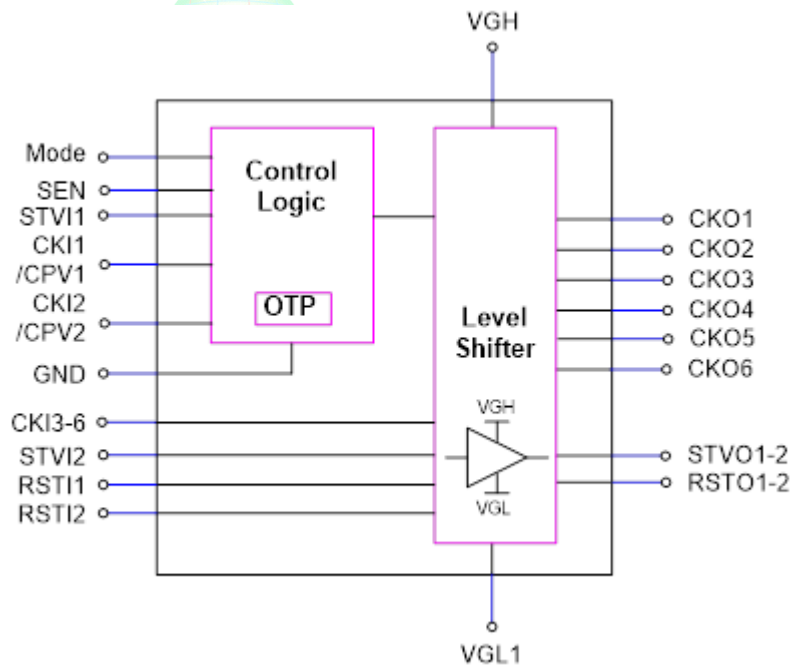 VGH
Mode
SEN
STVI1
CKI1
/CPV1
CKI2
/CPV2
GND
CKI3-6
STVI2
RSTI1
RSTI2
Control
Logic
OTP
Level
Shifter
VGH
VGL
CKO1
CKO2
CKO3
CKO4
CKO5
CKO6
STVO1-2
RSTO1-2
VGL1